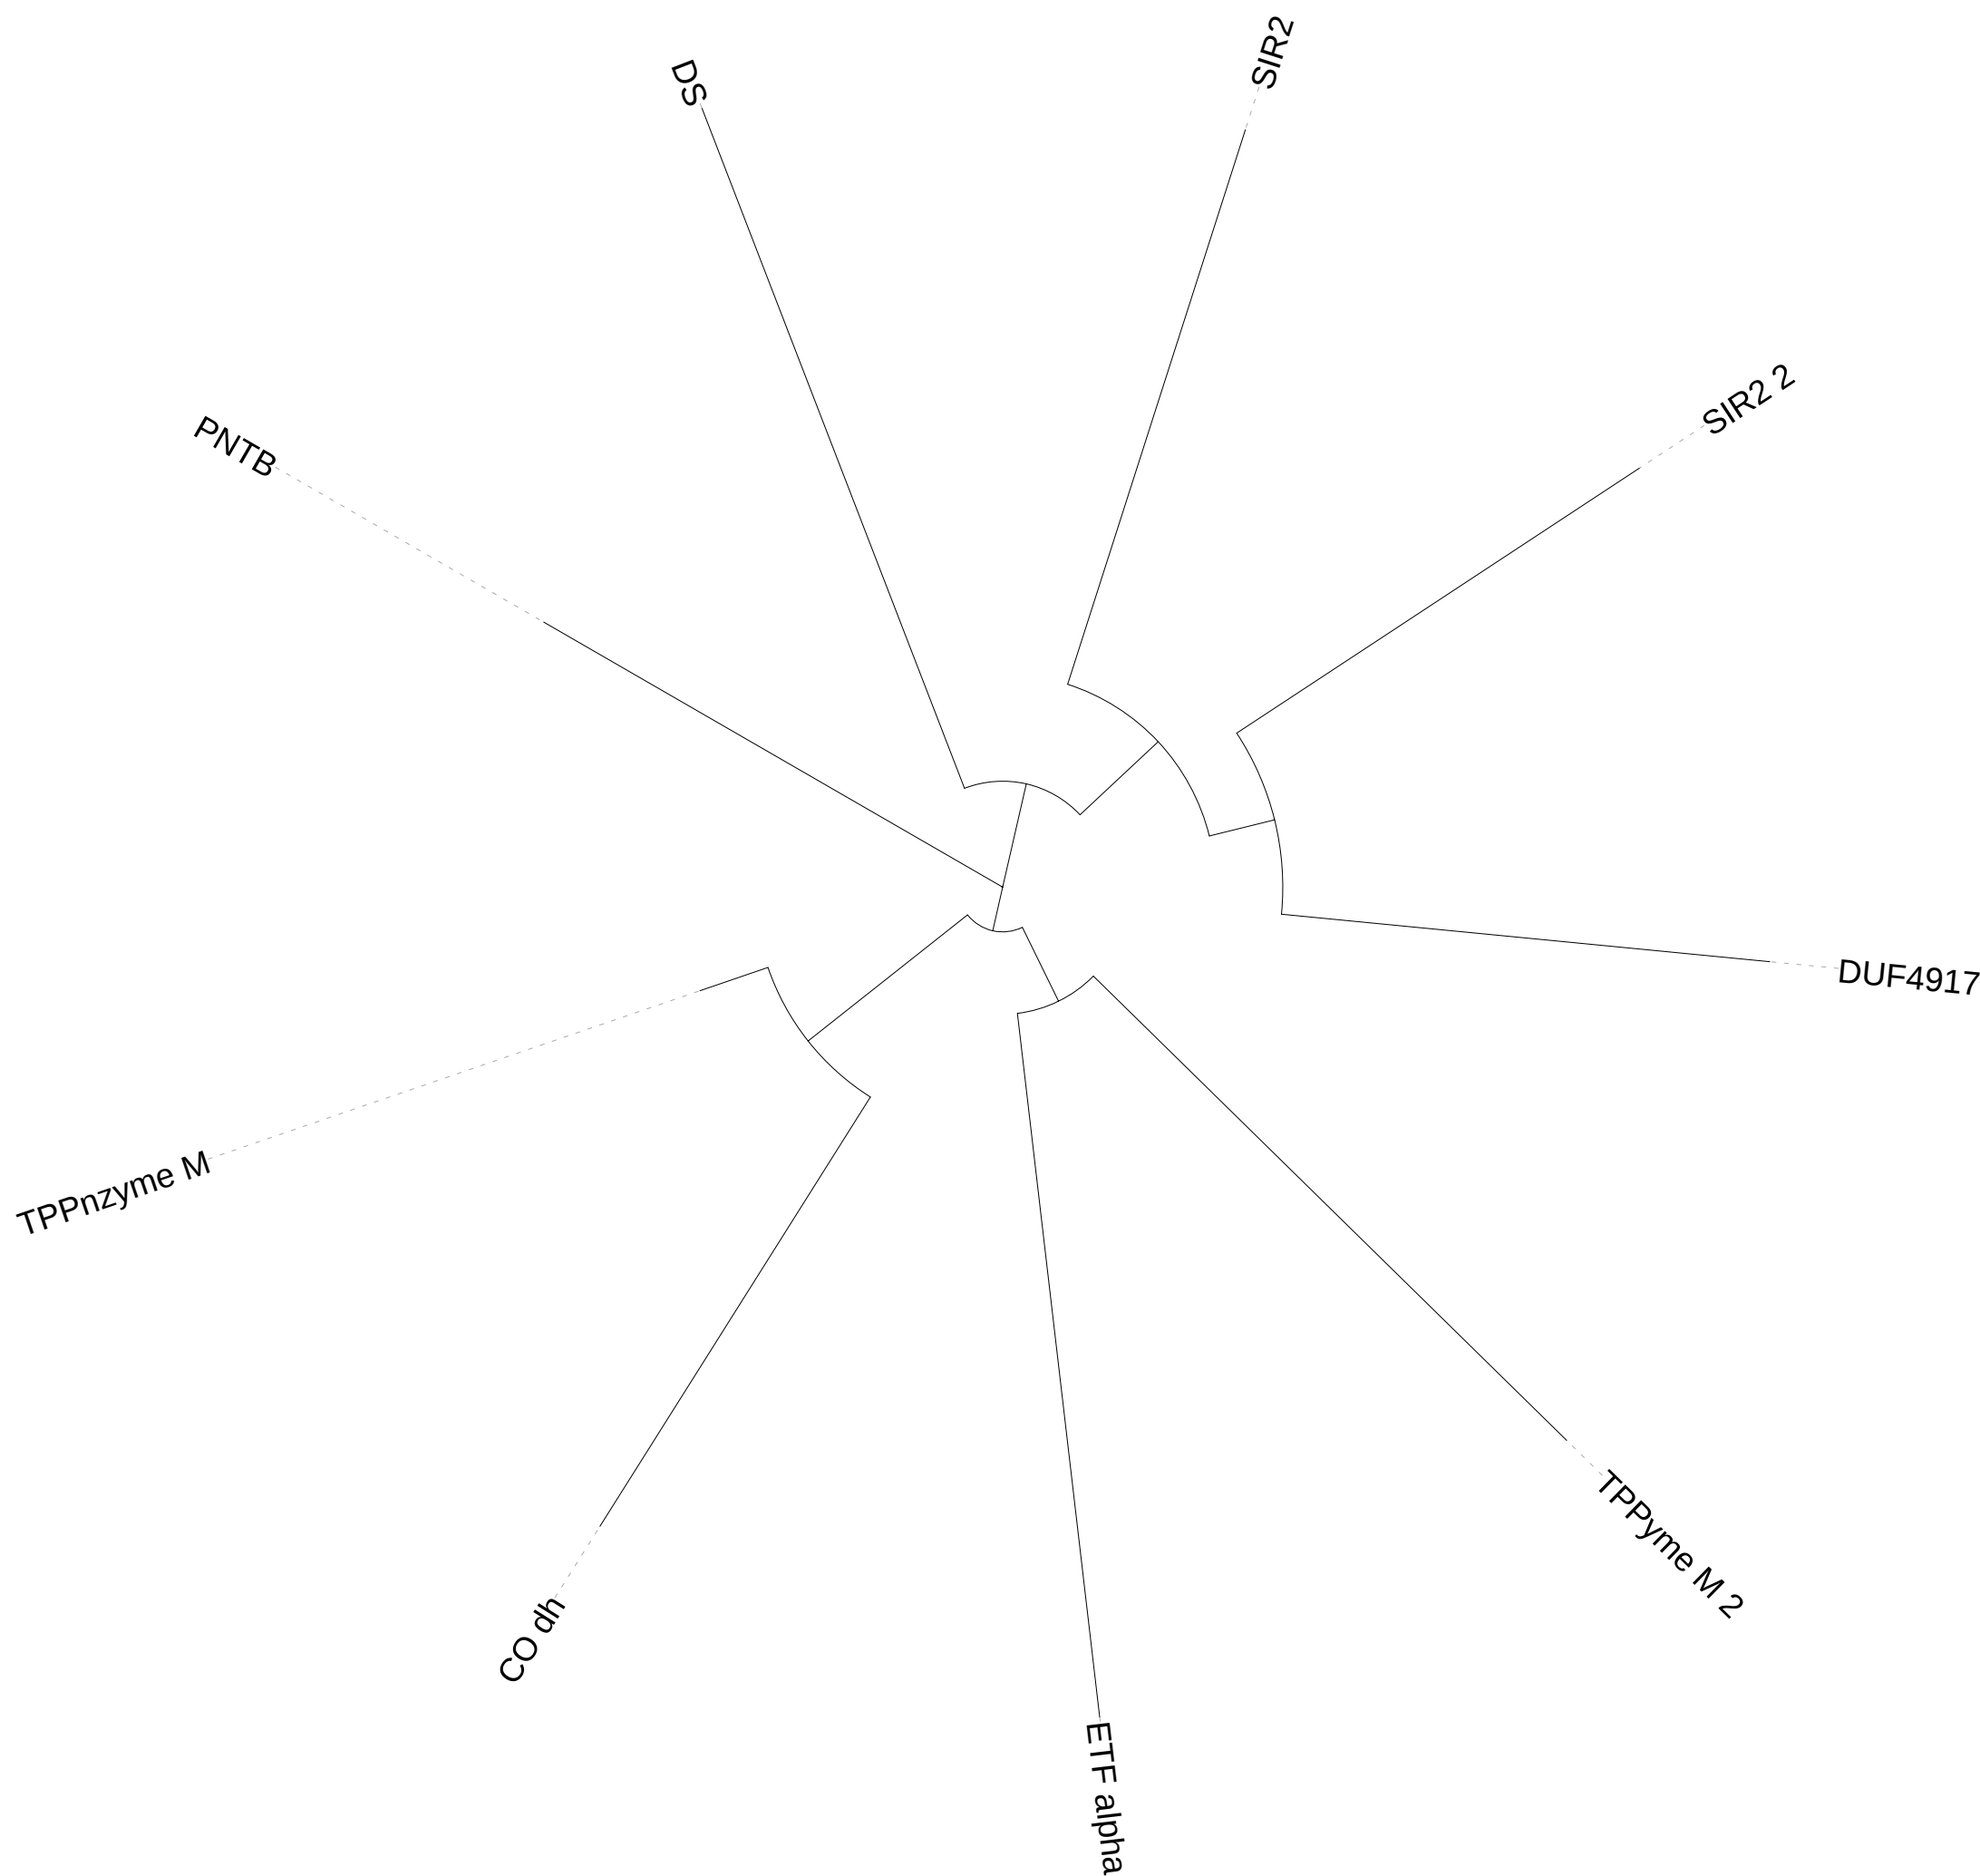 SIR2
DS
SIR2 2
PNTB
DUF4917
TPPnzyme M
TPPyme M 2
CO dh
ETF alpha